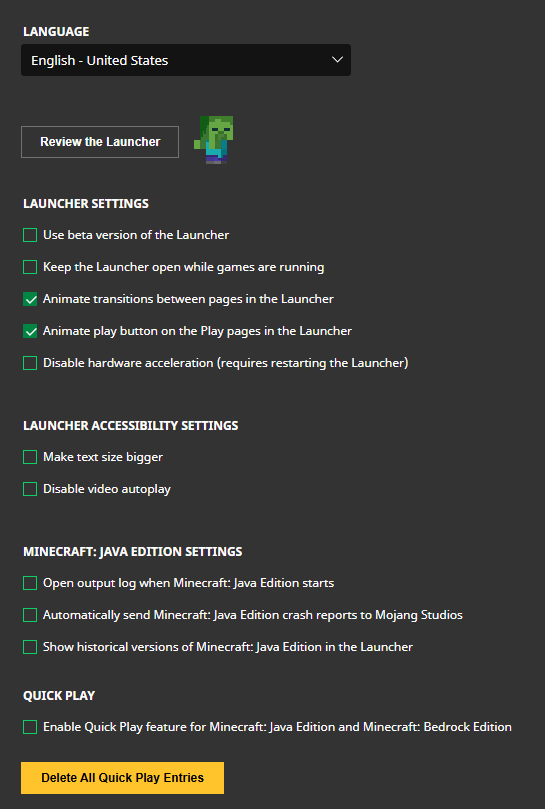 LANGUAGE
English - United States
Review the Launcher
LAUNCHER SETTINGS
Use beta version of the Launcher
Keep the Launcher open while games are running
Animate transitions between pages in the Launcher
Animate play button on the Play pages in the Launcher
Disable hardware acceleration (requires restarting the Launcher)
LAUNCHER ACCESSIBILITY SETTINGS
Make text size bigger
Disable video autoplay
MINECRAFT: JAVA EDITION SETTINGS
Open output log when Minecraft: Java Edition starts
Automatically send Minecraft: Java Edition crash reports to Mojang Studios
Show historical versions of Minecraft: Java Edition in the Launcher
QUICK PLAY
Enable Quick Play feature for Minecraft: Java Edition and Minecraft: Bedrock Edition
Delete All Quick Play Entries